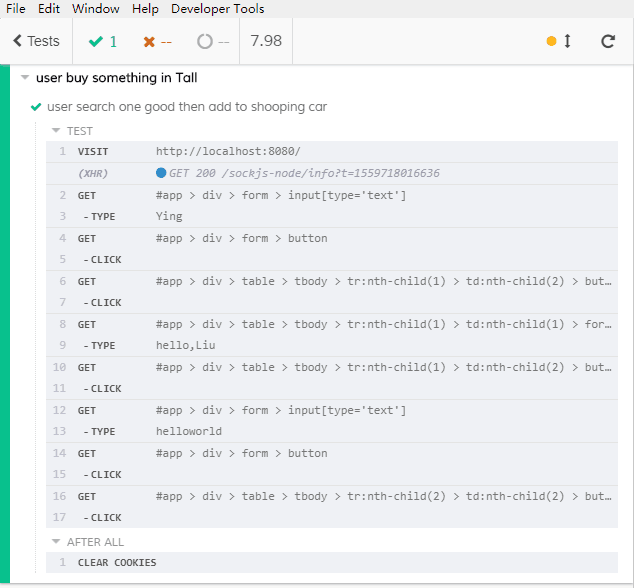 File Edit Window Help Developer Tools
Tests 1 -- -- 7.98
user buy something in Tall
user search one good then add to shooping car
TEST
1 VISIT http://localhost:8080/
(XHR) GET 200 /sockjs-node/info?t=1559718016636
2 GET #app > div > form > input[type='text']
3 - TYPE Ying
4 GET #app > div > form > button
5 - CLICK
6 GET #app > div > table > tbody > tr:nth-child(1) > td:nth-child(2) > but…
7 - CLICK
8 GET #app > div > table > tbody > tr:nth-child(1) > td:nth-child(1) > for…
9 - TYPE hello,Liu
10 GET #app > div > table > tbody > tr:nth-child(1) > td:nth-child(2) > but…
11 - CLICK
12 GET #app > div > form > input[type='text']
13 - TYPE helloworld
14 GET #app > div > form > button
15 - CLICK
16 GET #app > div > table > tbody > tr:nth-child(2) > td:nth-child(2) > but…
17 - CLICK
AFTER ALL
1 CLEAR COOKIES